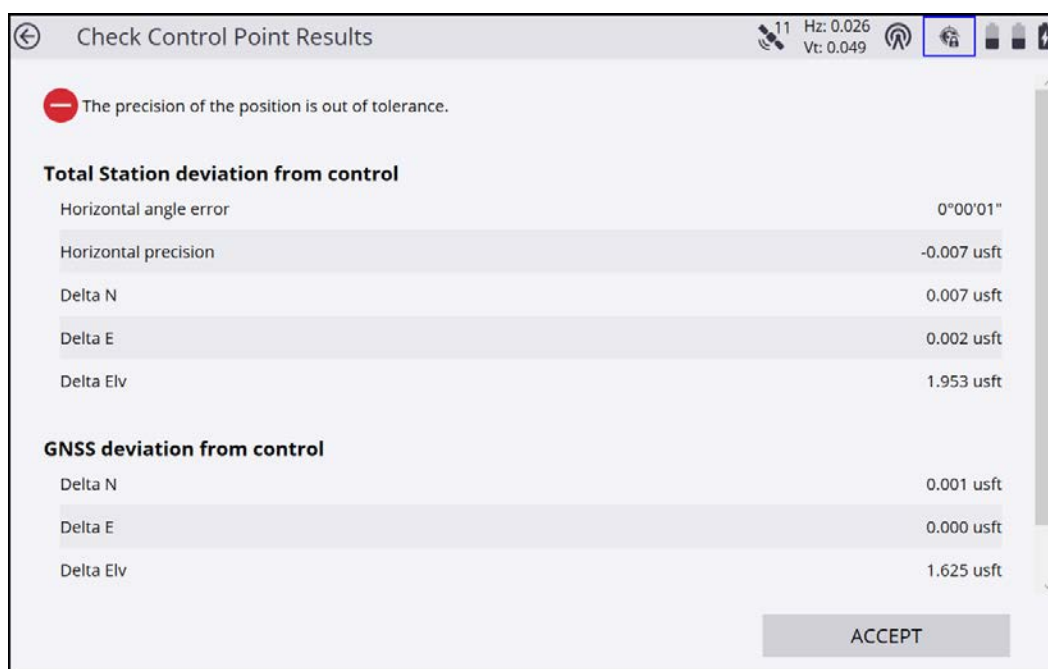 Check Control Point Results
11
Hz: 0.026
Vt: 0.049
The precision of the position is out of tolerance.
Total Station deviation from control
Horizontal angle error 0°00'01"
Horizontal precision -0.007 usft
Delta N 0.007 usft
Delta E 0.002 usft
Delta Elv 1.953 usft
GNSS deviation from control
Delta N 0.001 usft
Delta E 0.000 usft
Delta Elv 1.625 usft
ACCEPT